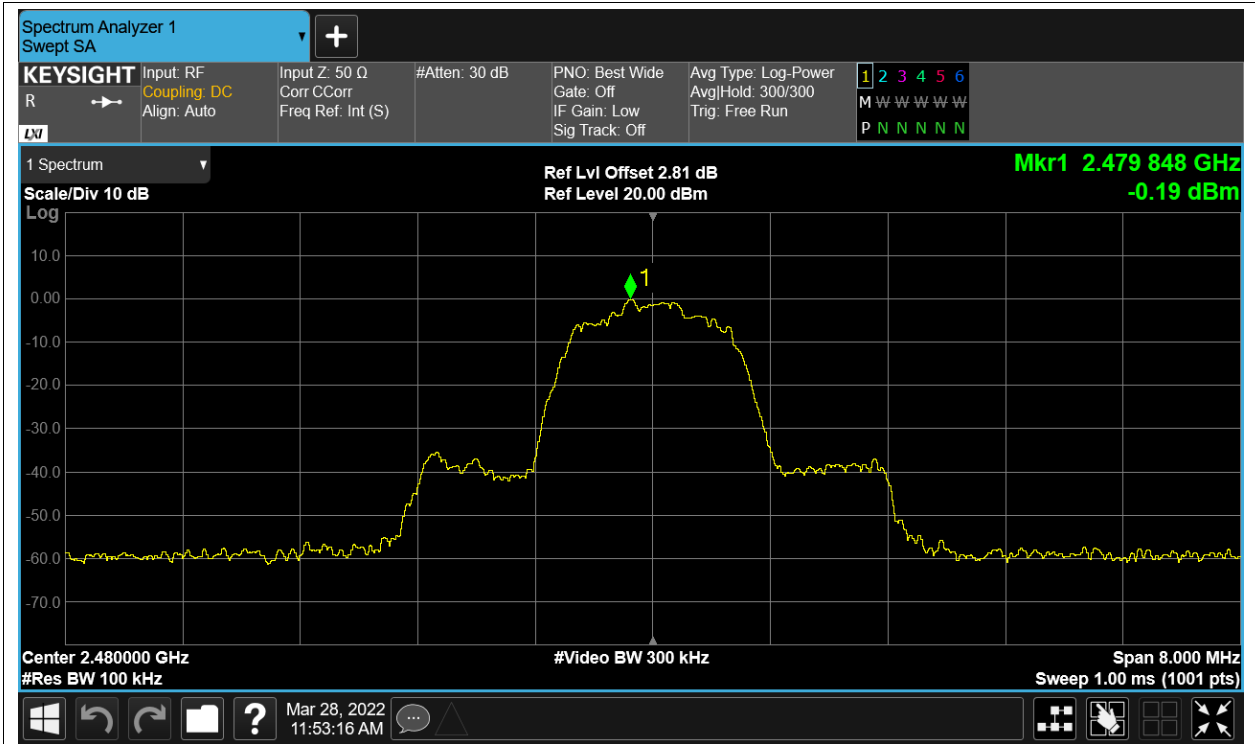 Spectrum Analyzer 1
Swept SA
KEYSIGHT
R
LXI
Input: RF
Coupling: DC
Align: Auto
Input Z: 50 Ω
Corr CCorr
Freq Ref: Int (S)
#Atten: 30 dB
PNO: Best Wide
Gate: Off
IF Gain: Low
Sig Track: Off
Avg Type: Log-Power
Avg|Hold: 300/300
Trig: Free Run
1 2 3 4 5 6
M W W W W W
P N N N N N
1 Spectrum
Scale/Div 10 dB
Log
Ref Lvl Offset 2.81 dB
Ref Level 20.00 dBm
Mkr1 2.479 848 GHz
-0.19 dBm
1
10.0
0.00
-10.0
-20.0
-30.0
-40.0
-50.0
-60.0
-70.0
Center 2.480000 GHz
#Video BW 300 kHz
Span 8.000 MHz
#Res BW 100 kHz
Sweep 1.00 ms (1001 pts)
?
Mar 28, 2022
11:53:16 AM